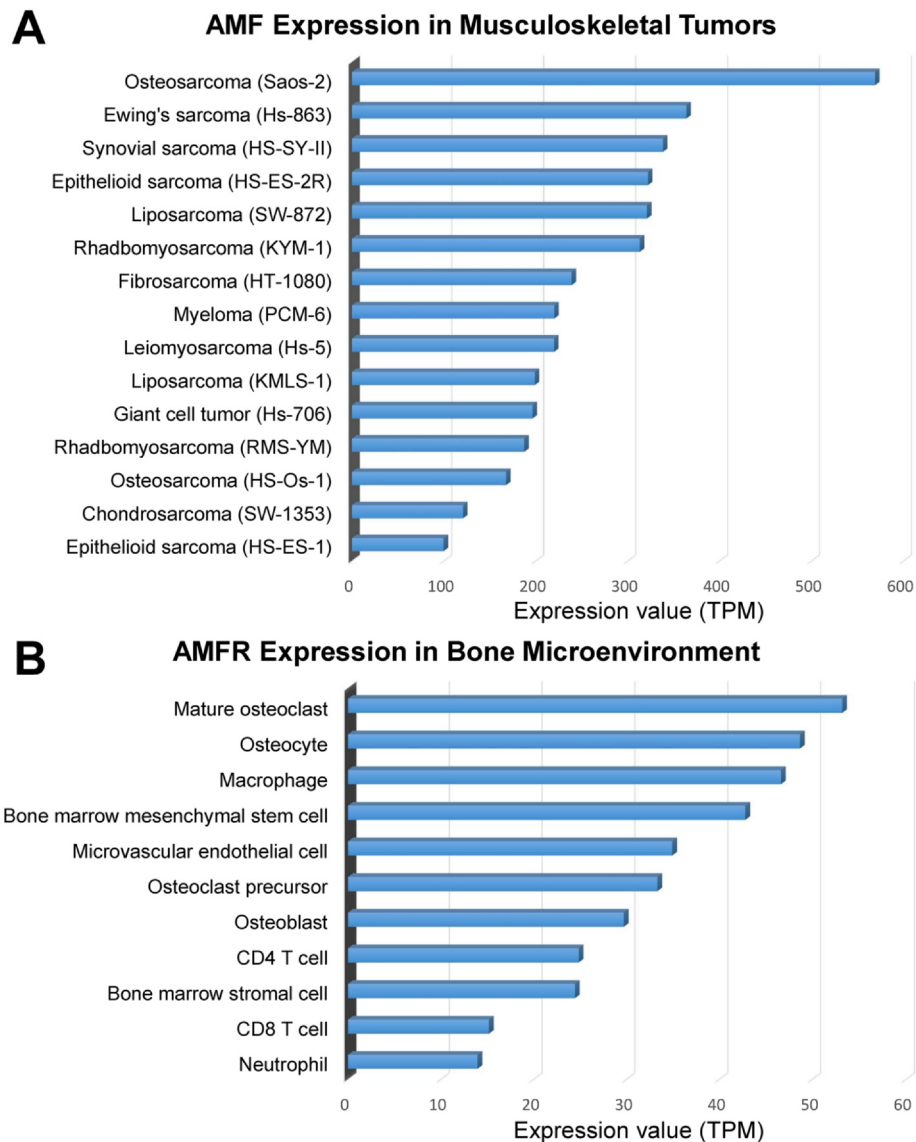 A
AMF Expression in Musculoskeletal Tumors
Osteosarcoma (Saos-2)
Ewing's sarcoma (Hs-863)
Synovial sarcoma (HS-SY-II)
Epithelioid sarcoma (HS-ES-2R)
Liposarcoma (SW-872)
Rhadbomyosarcoma (KYM-1)
Fibrosarcoma (HT-1080)
Myeloma (PCM-6)
Leiomyosarcoma (Hs-5)
Liposarcoma (KMLS-1)
Giant cell tumor (Hs-706)
Rhadbomyosarcoma (RMS-YM)
Osteosarcoma (HS-Os-1)
Chondrosarcoma (SW-1353)
Epithelioid sarcoma (HS-ES-1)
0 100 200 300 400 500 600
Expression value (TPM)
B
AMFR Expression in Bone Microenvironment
Mature osteoclast
Osteocyte
Macrophage
Bone marrow mesenchymal stem cell
Microvascular endothelial cell
Osteoclast precursor
Osteoblast
CD4 T cell
Bone marrow stromal cell
CD8 T cell
Neutrophil
0 10 20 30 40 50 60
Expression value (TPM)